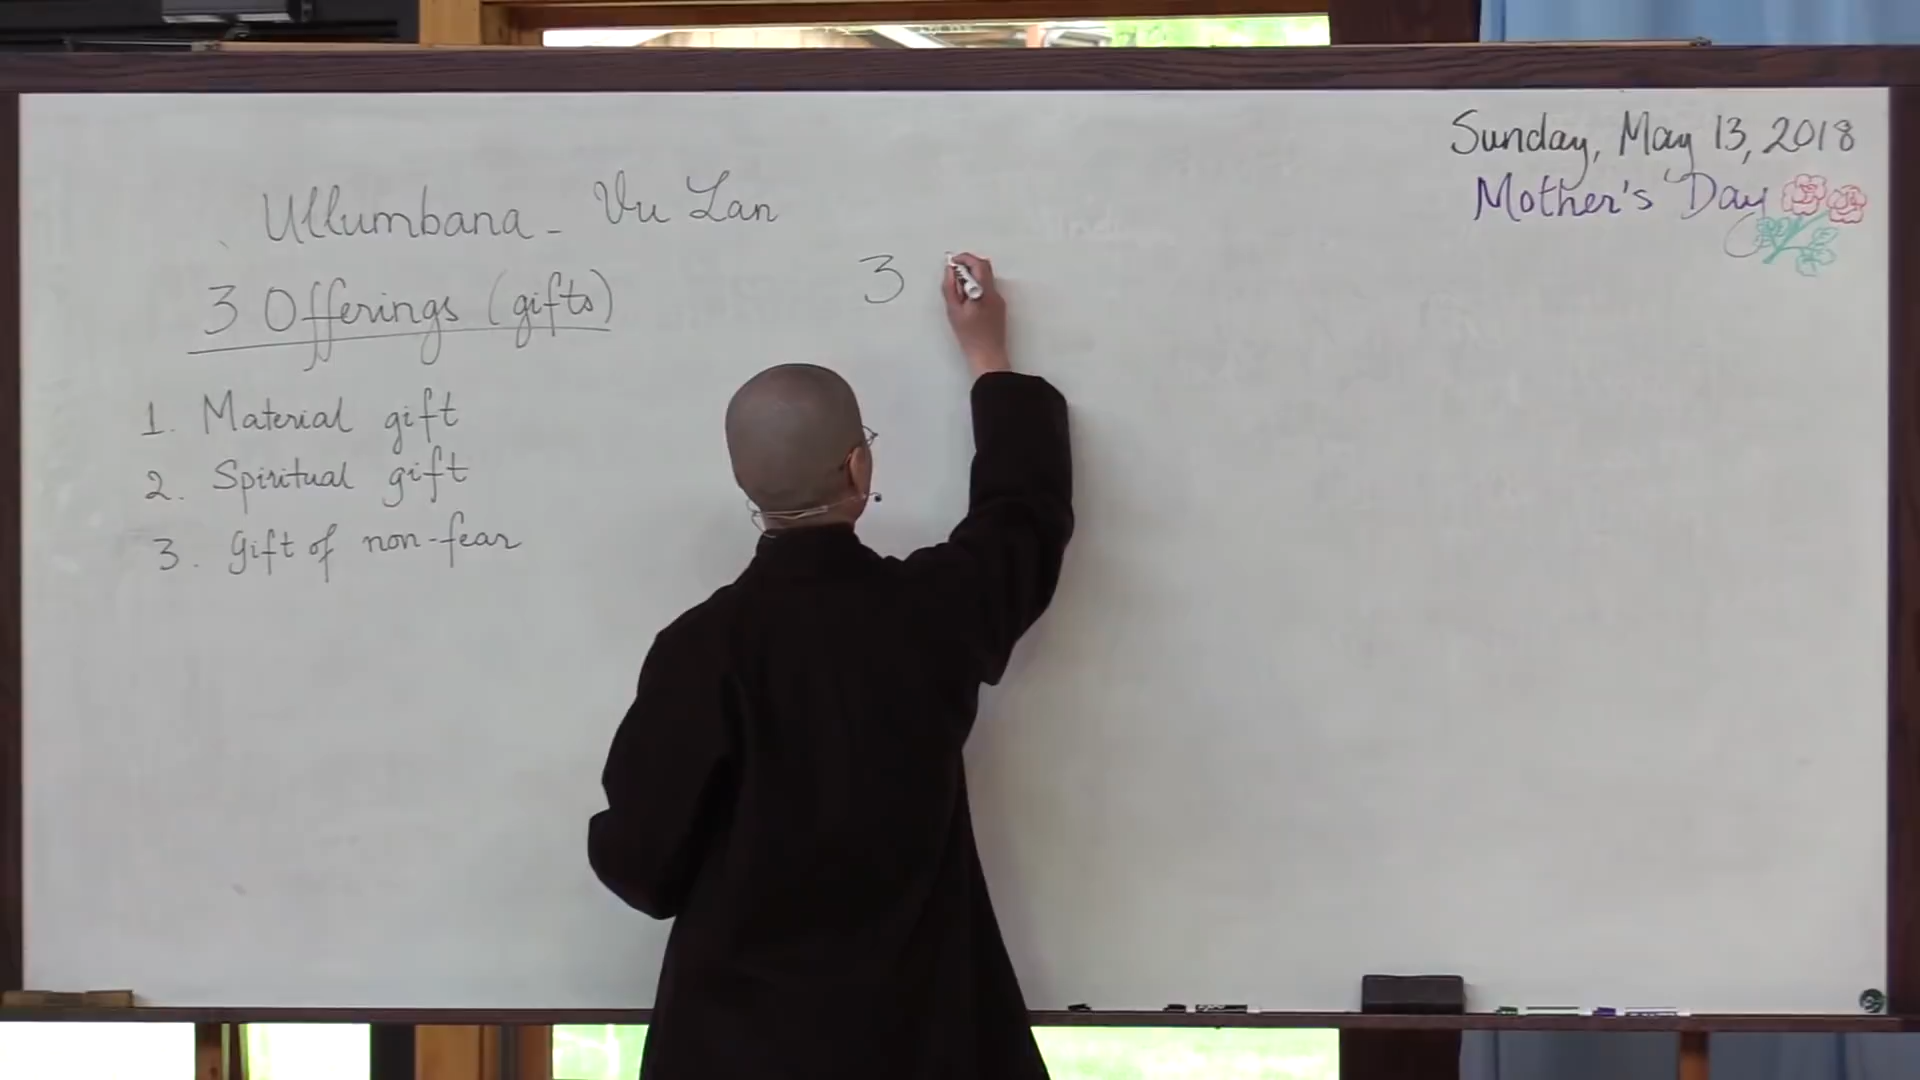 Sunday, May 13, 2018
Mother's Day
Ullumbana - Vu Lan
3 Offerings (gifts)
1. Material gift
2. Spiritual gift
3. Gift of non-fear
3